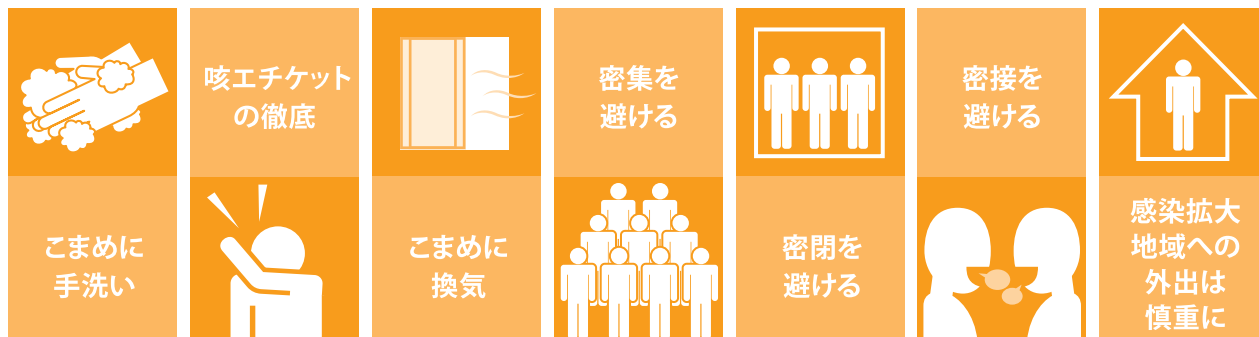 こまめに
手洗い
咳エチケット
の徹底
こまめに
換気
密集を
避ける
密閉を
避ける
密接を
避ける
感染拡大
地域への
外出は
慎重に